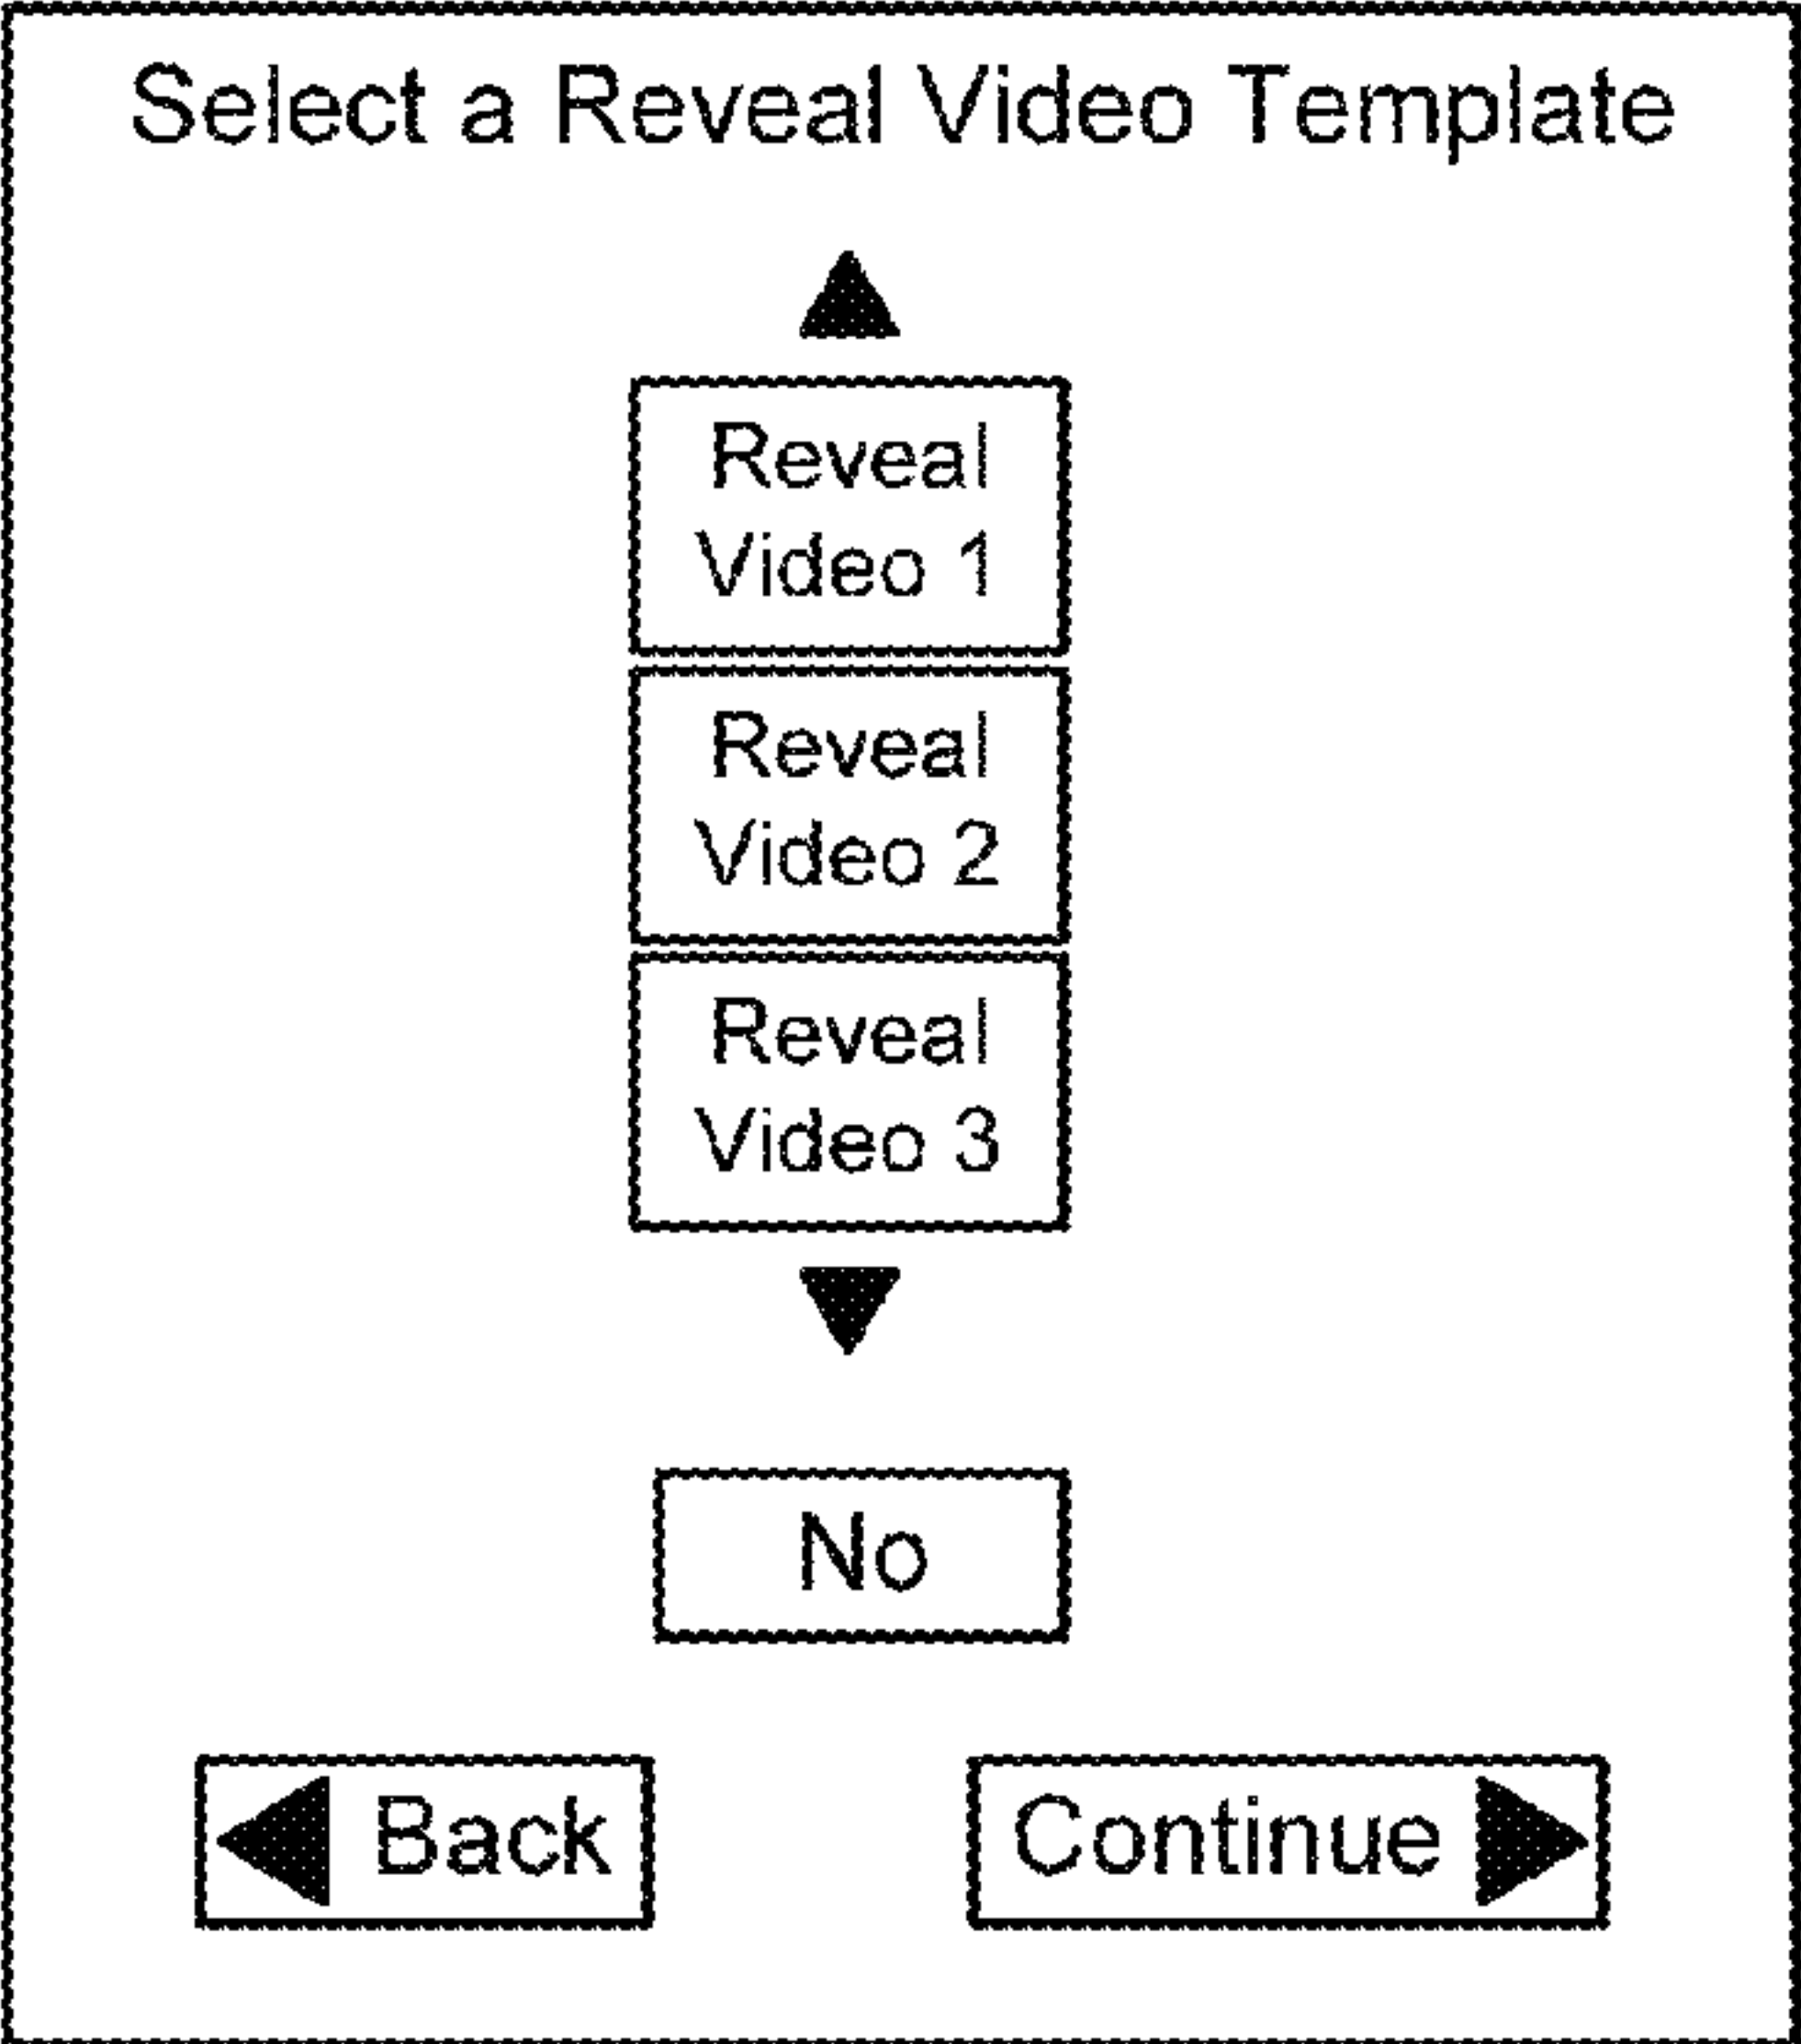 Select a Reveal Video Template
Reveal
Video 1
Reveal
Video 2
Reveal
Video 3
No
Back
Continue